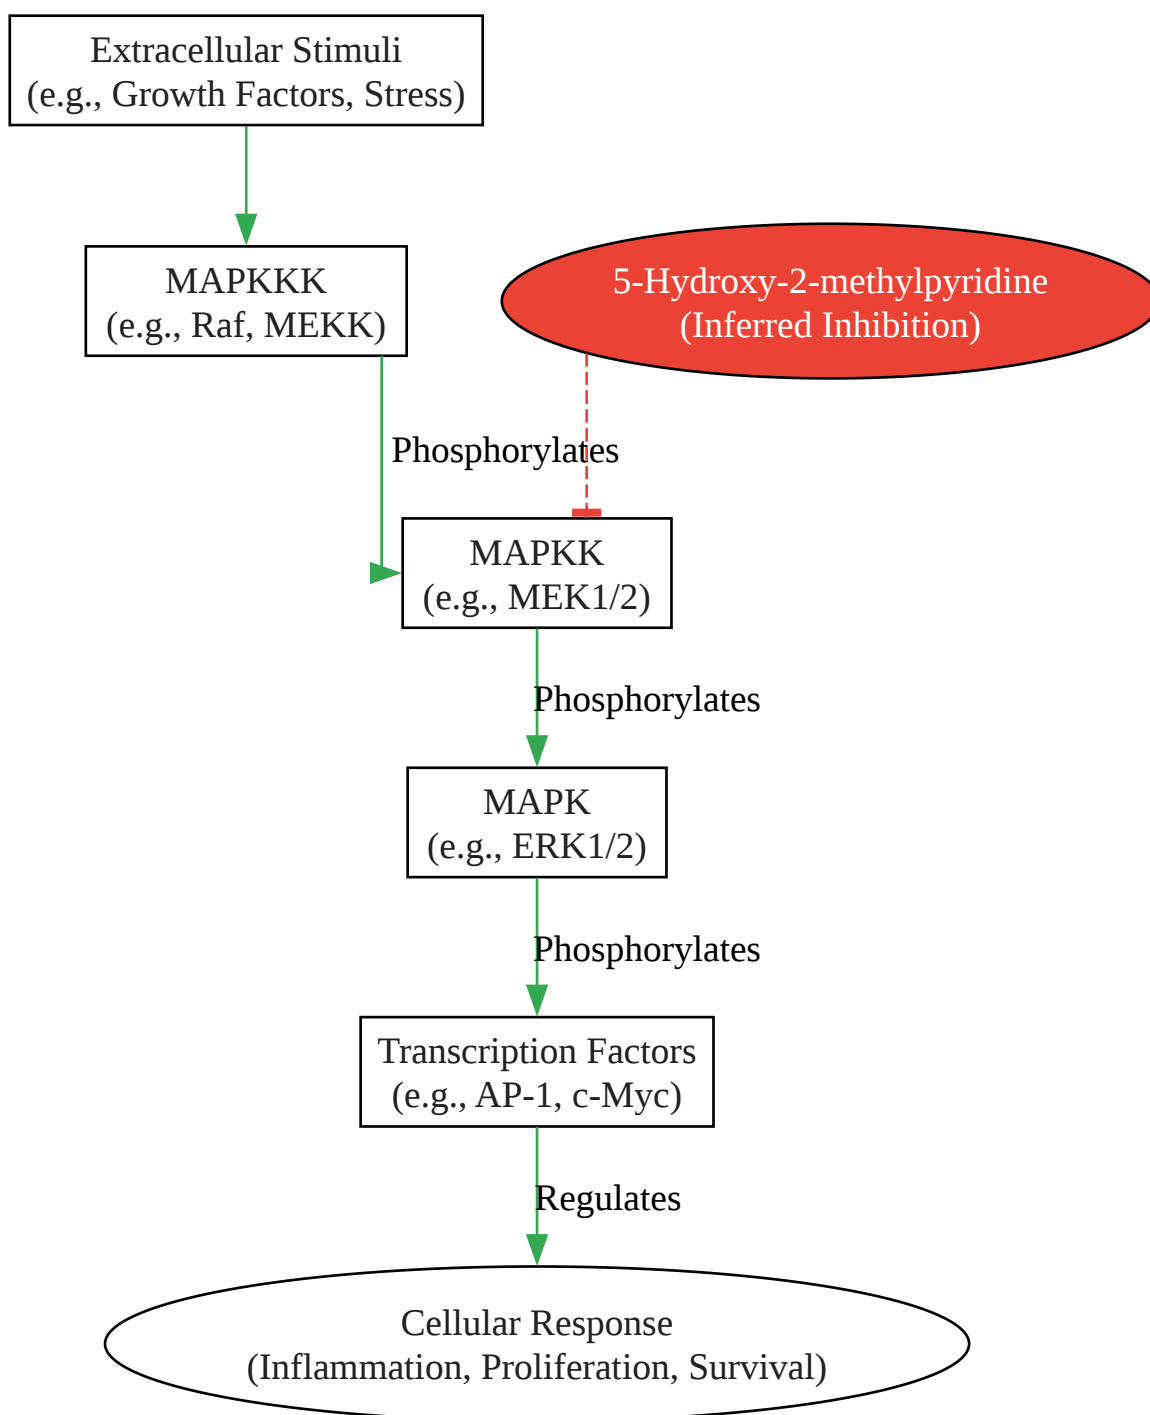 Extracellular Stimuli
(e.g., Growth Factors, Stress)
MAPKKK
(e.g., Raf, MEKK)
5-Hydroxy-2-methylpyridine
(Inferred Inhibition)
Phosphorylates
MAPKK
(e.g., MEK1/2)
Phosphorylates
MAPK
(e.g., ERK1/2)
Phosphorylates
Transcription Factors
(e.g., AP-1, c-Myc)
Regulates
Cellular Response
(Inflammation, Proliferation, Survival)